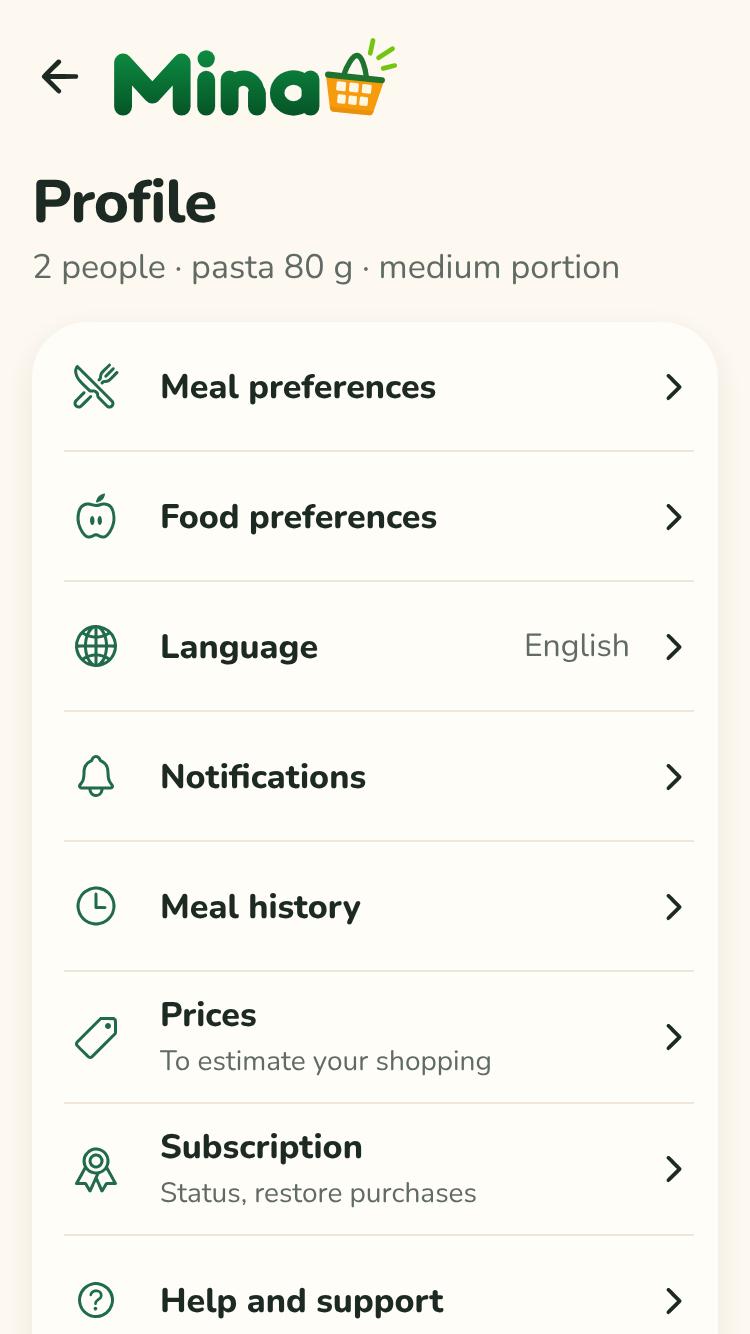 Mina
Profile
2 people · pasta 80 g · medium portion
Meal preferences
Food preferences
Language
English
Notifications
Meal history
Prices
To estimate your shopping
Subscription
Status, restore purchases
Help and support